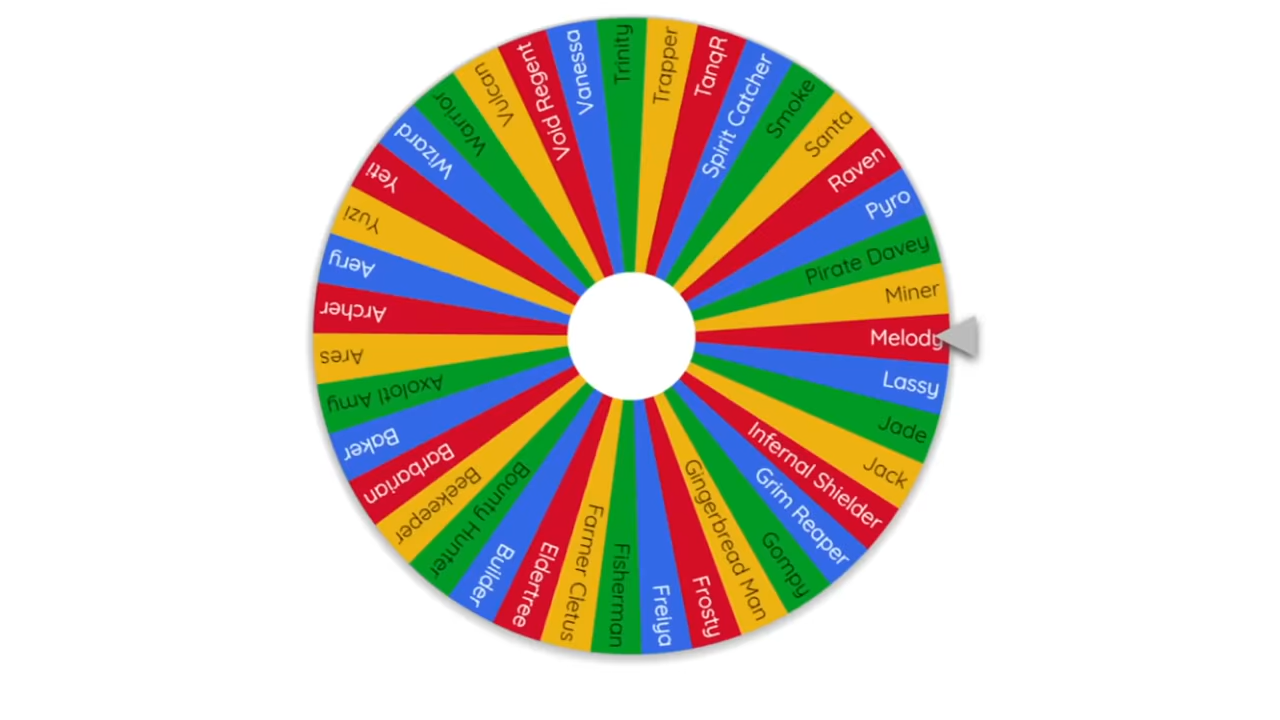 Trinity
Trapper
TanqR
Spirit Catcher
Smoke
Santa
Raven
Pyro
Pirate Davey
Miner
Melody
Lassy
Jade
Jack
Infernal Shielder
Grim Reaper
Gompy
Gingerbread Man
Frosty
Freiya
Fisherman
Farmer Cletus
Eldertree
Builder
Bounty Hunter
Beekeeper
Barbarian
Baker
Axolotl Amy
Ares
Archer
Aery
Yuzi
Yeti
Wizard
Warrior
Vulcan
Void Regent
Vanessa